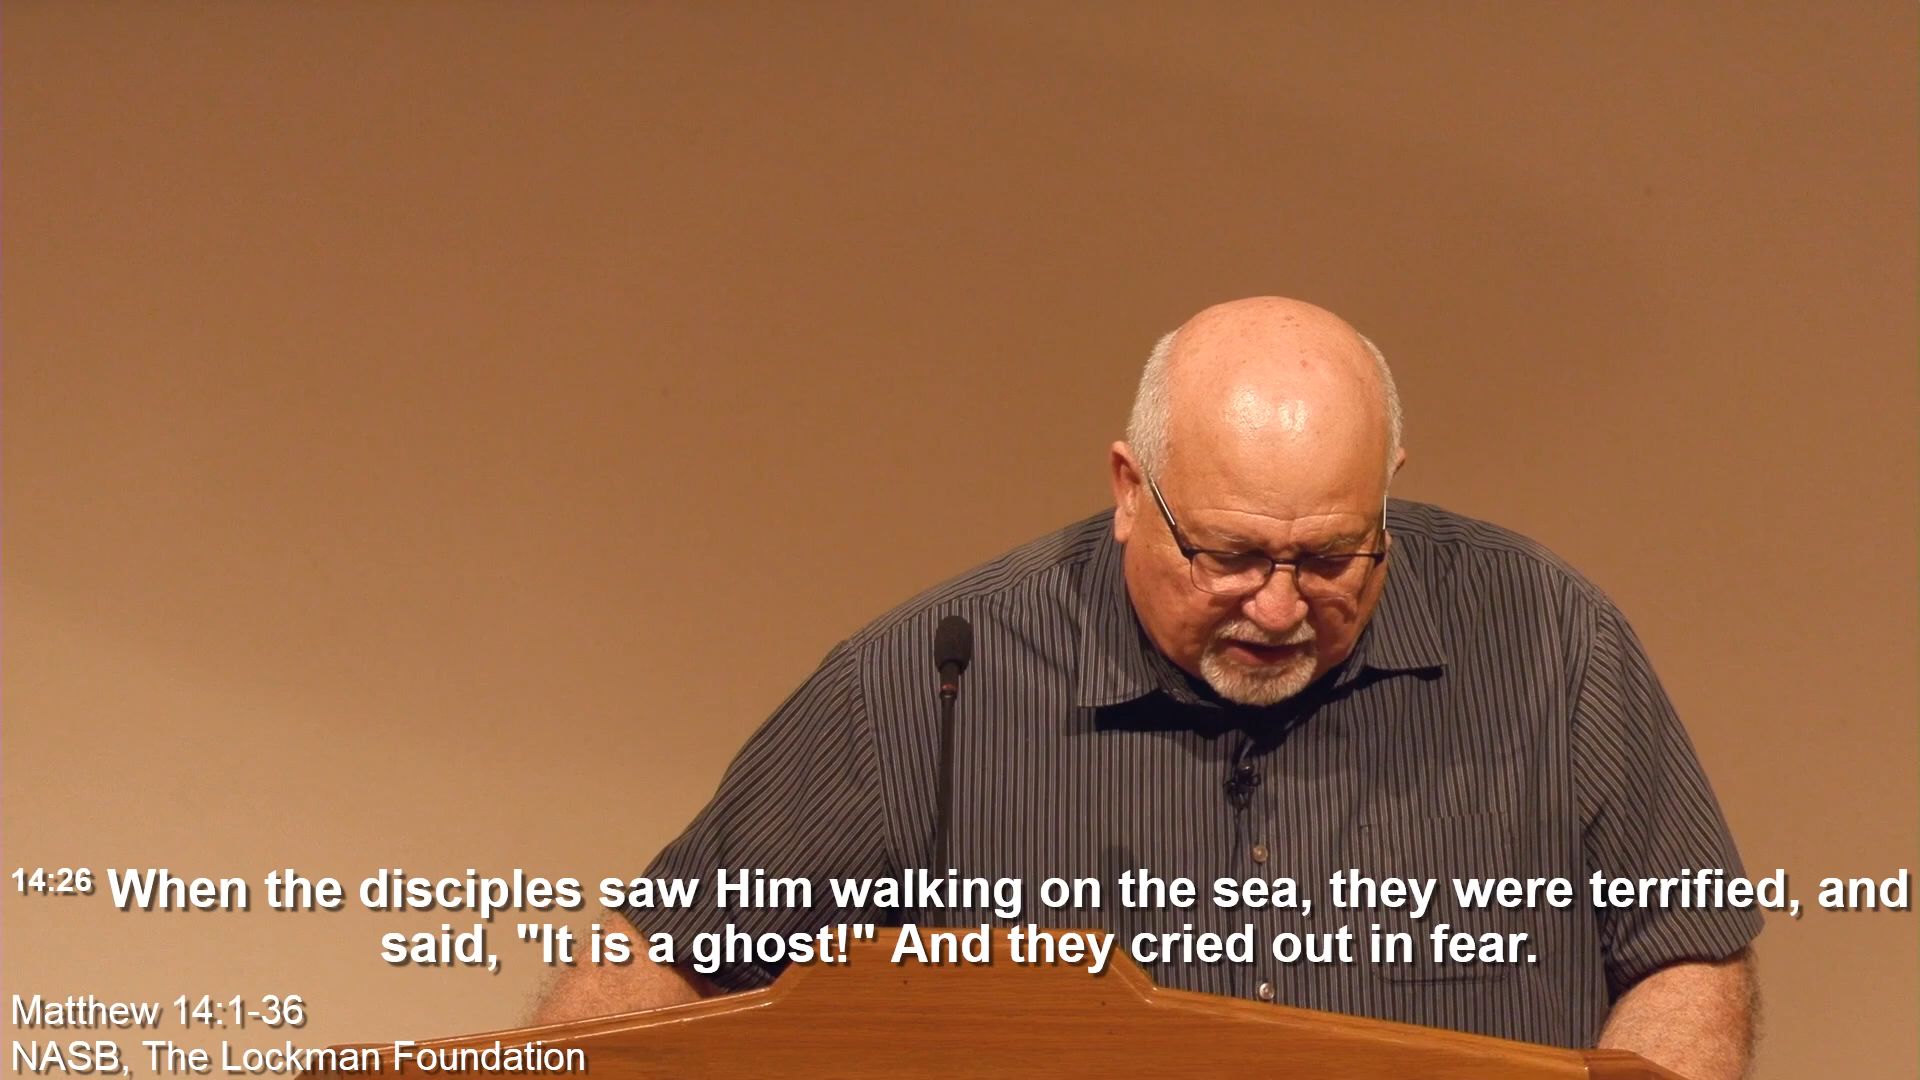 14:26 When the disciples saw Him walking on the sea, they were terrified, and
said, "It is a ghost!" And they cried out in fear.
Matthew 14:1-36
NASB, The Lockman Foundation